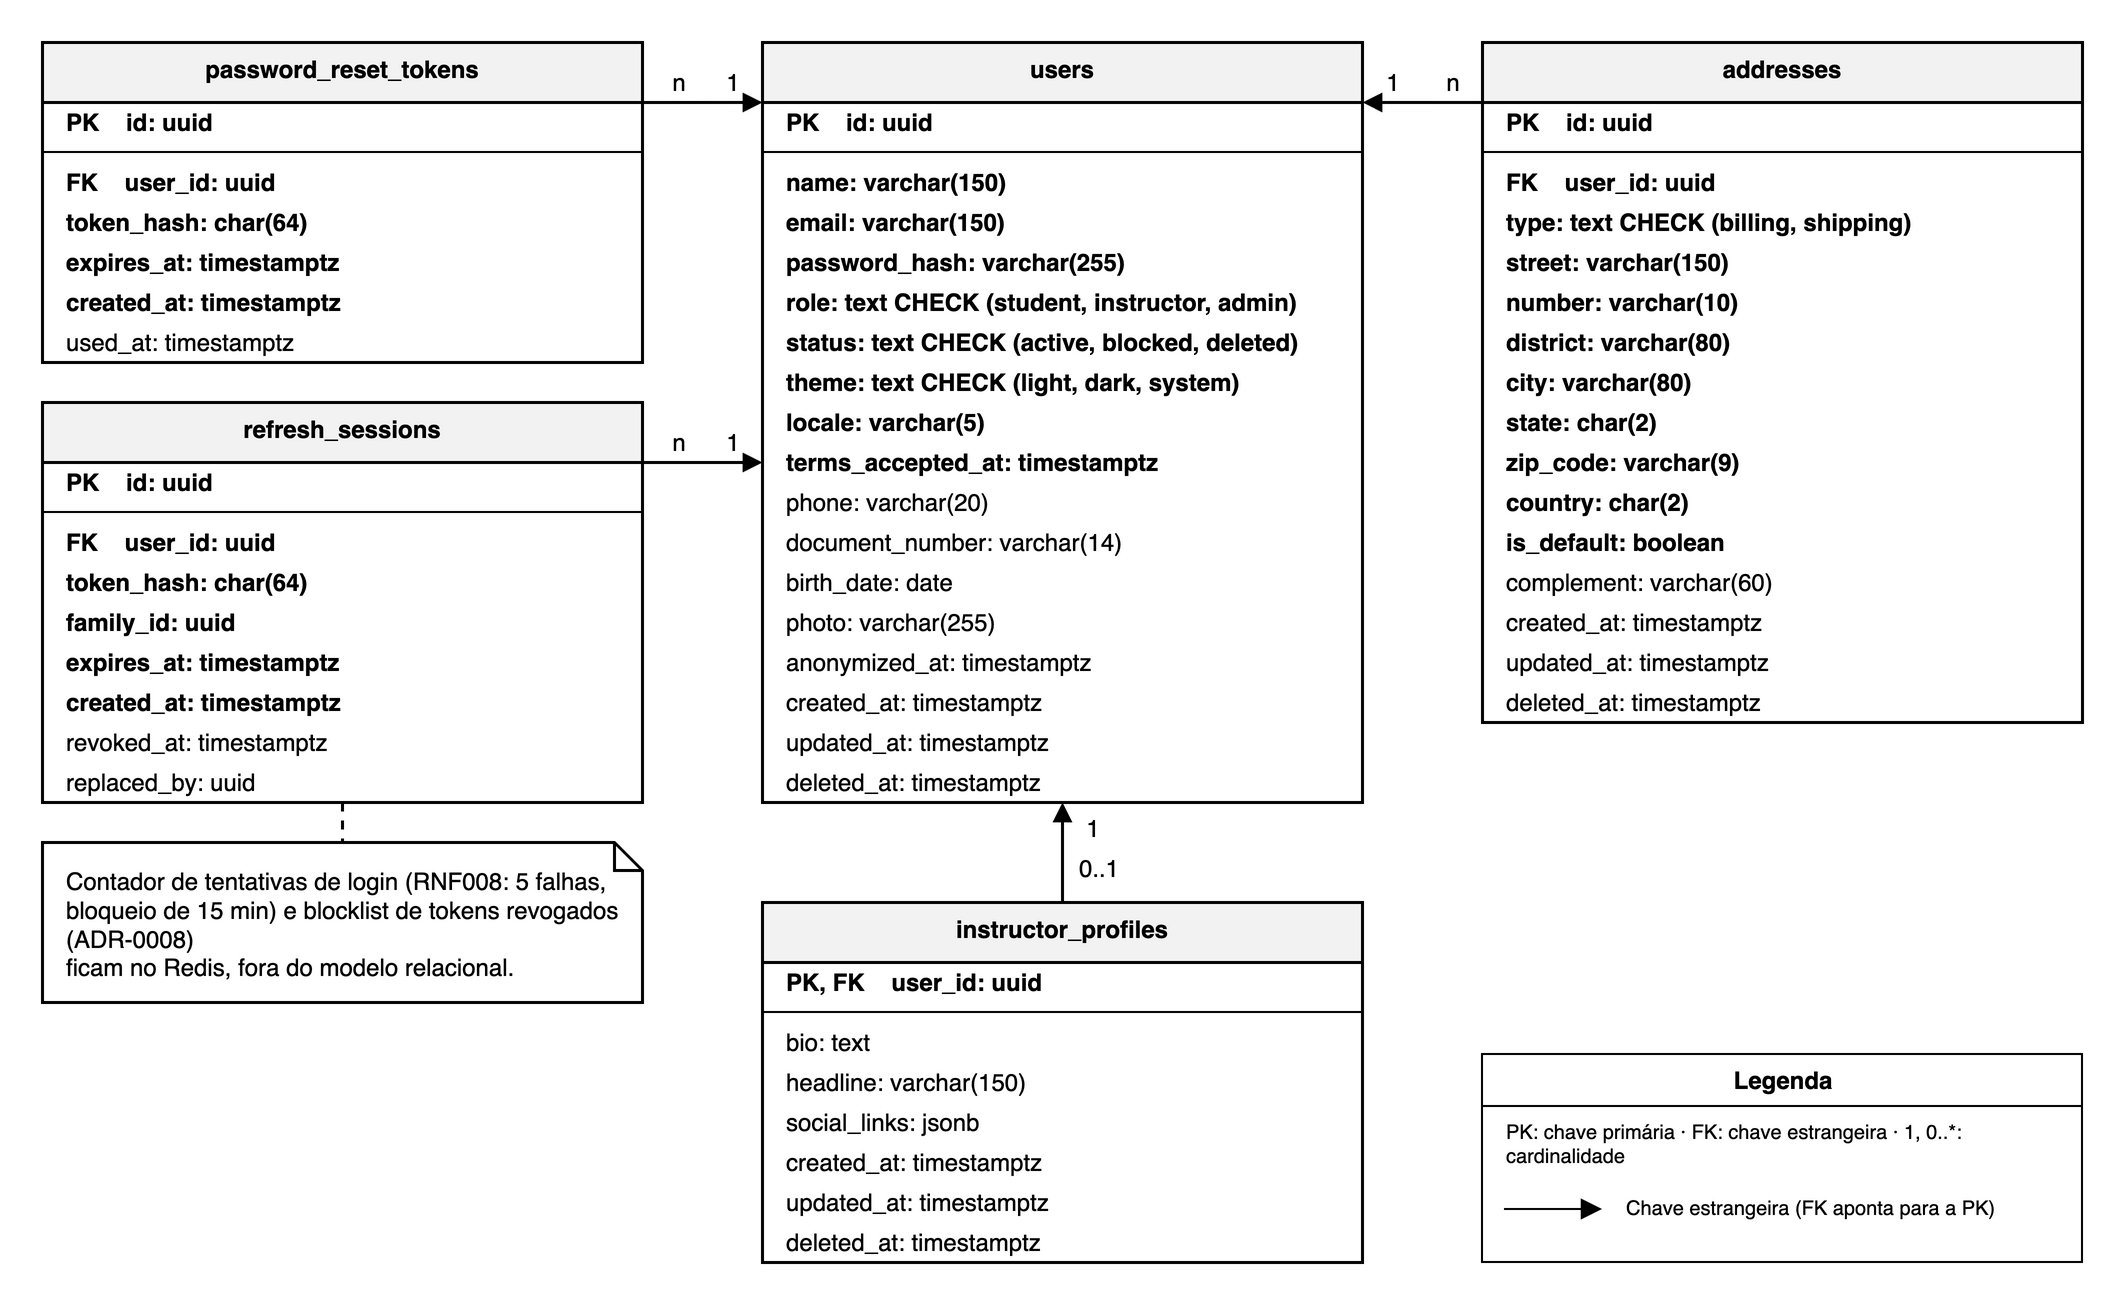 password_reset_tokens
PK id: uuid
FK user_id: uuid
token_hash: char(64)
expires_at: timestamptz
created_at: timestamptz
used_at: timestamptz
n 1
refresh_sessions
PK id: uuid
FK user_id: uuid
token_hash: char(64)
family_id: uuid
expires_at: timestamptz
created_at: timestamptz
revoked_at: timestamptz
replaced_by: uuid
n 1
Contador de tentativas de login (RNF008: 5 falhas,
bloqueio de 15 min) e blocklist de tokens revogados
(ADR-0008)
ficam no Redis, fora do modelo relacional.
users
PK id: uuid
name: varchar(150)
email: varchar(150)
password_hash: varchar(255)
role: text CHECK (student, instructor, admin)
status: text CHECK (active, blocked, deleted)
theme: text CHECK (light, dark, system)
locale: varchar(5)
terms_accepted_at: timestamptz
phone: varchar(20)
document_number: varchar(14)
birth_date: date
photo: varchar(255)
anonymized_at: timestamptz
created_at: timestamptz
updated_at: timestamptz
deleted_at: timestamptz
1
0..1
instructor_profiles
PK, FK user_id: uuid
bio: text
headline: varchar(150)
social_links: jsonb
created_at: timestamptz
updated_at: timestamptz
deleted_at: timestamptz
1 n
addresses
PK id: uuid
FK user_id: uuid
type: text CHECK (billing, shipping)
street: varchar(150)
number: varchar(10)
district: varchar(80)
city: varchar(80)
state: char(2)
zip_code: varchar(9)
country: char(2)
is_default: boolean
complement: varchar(60)
created_at: timestamptz
updated_at: timestamptz
deleted_at: timestamptz
Legenda
PK: chave primária · FK: chave estrangeira · 1, 0..*:
cardinalidade
Chave estrangeira (FK aponta para a PK)